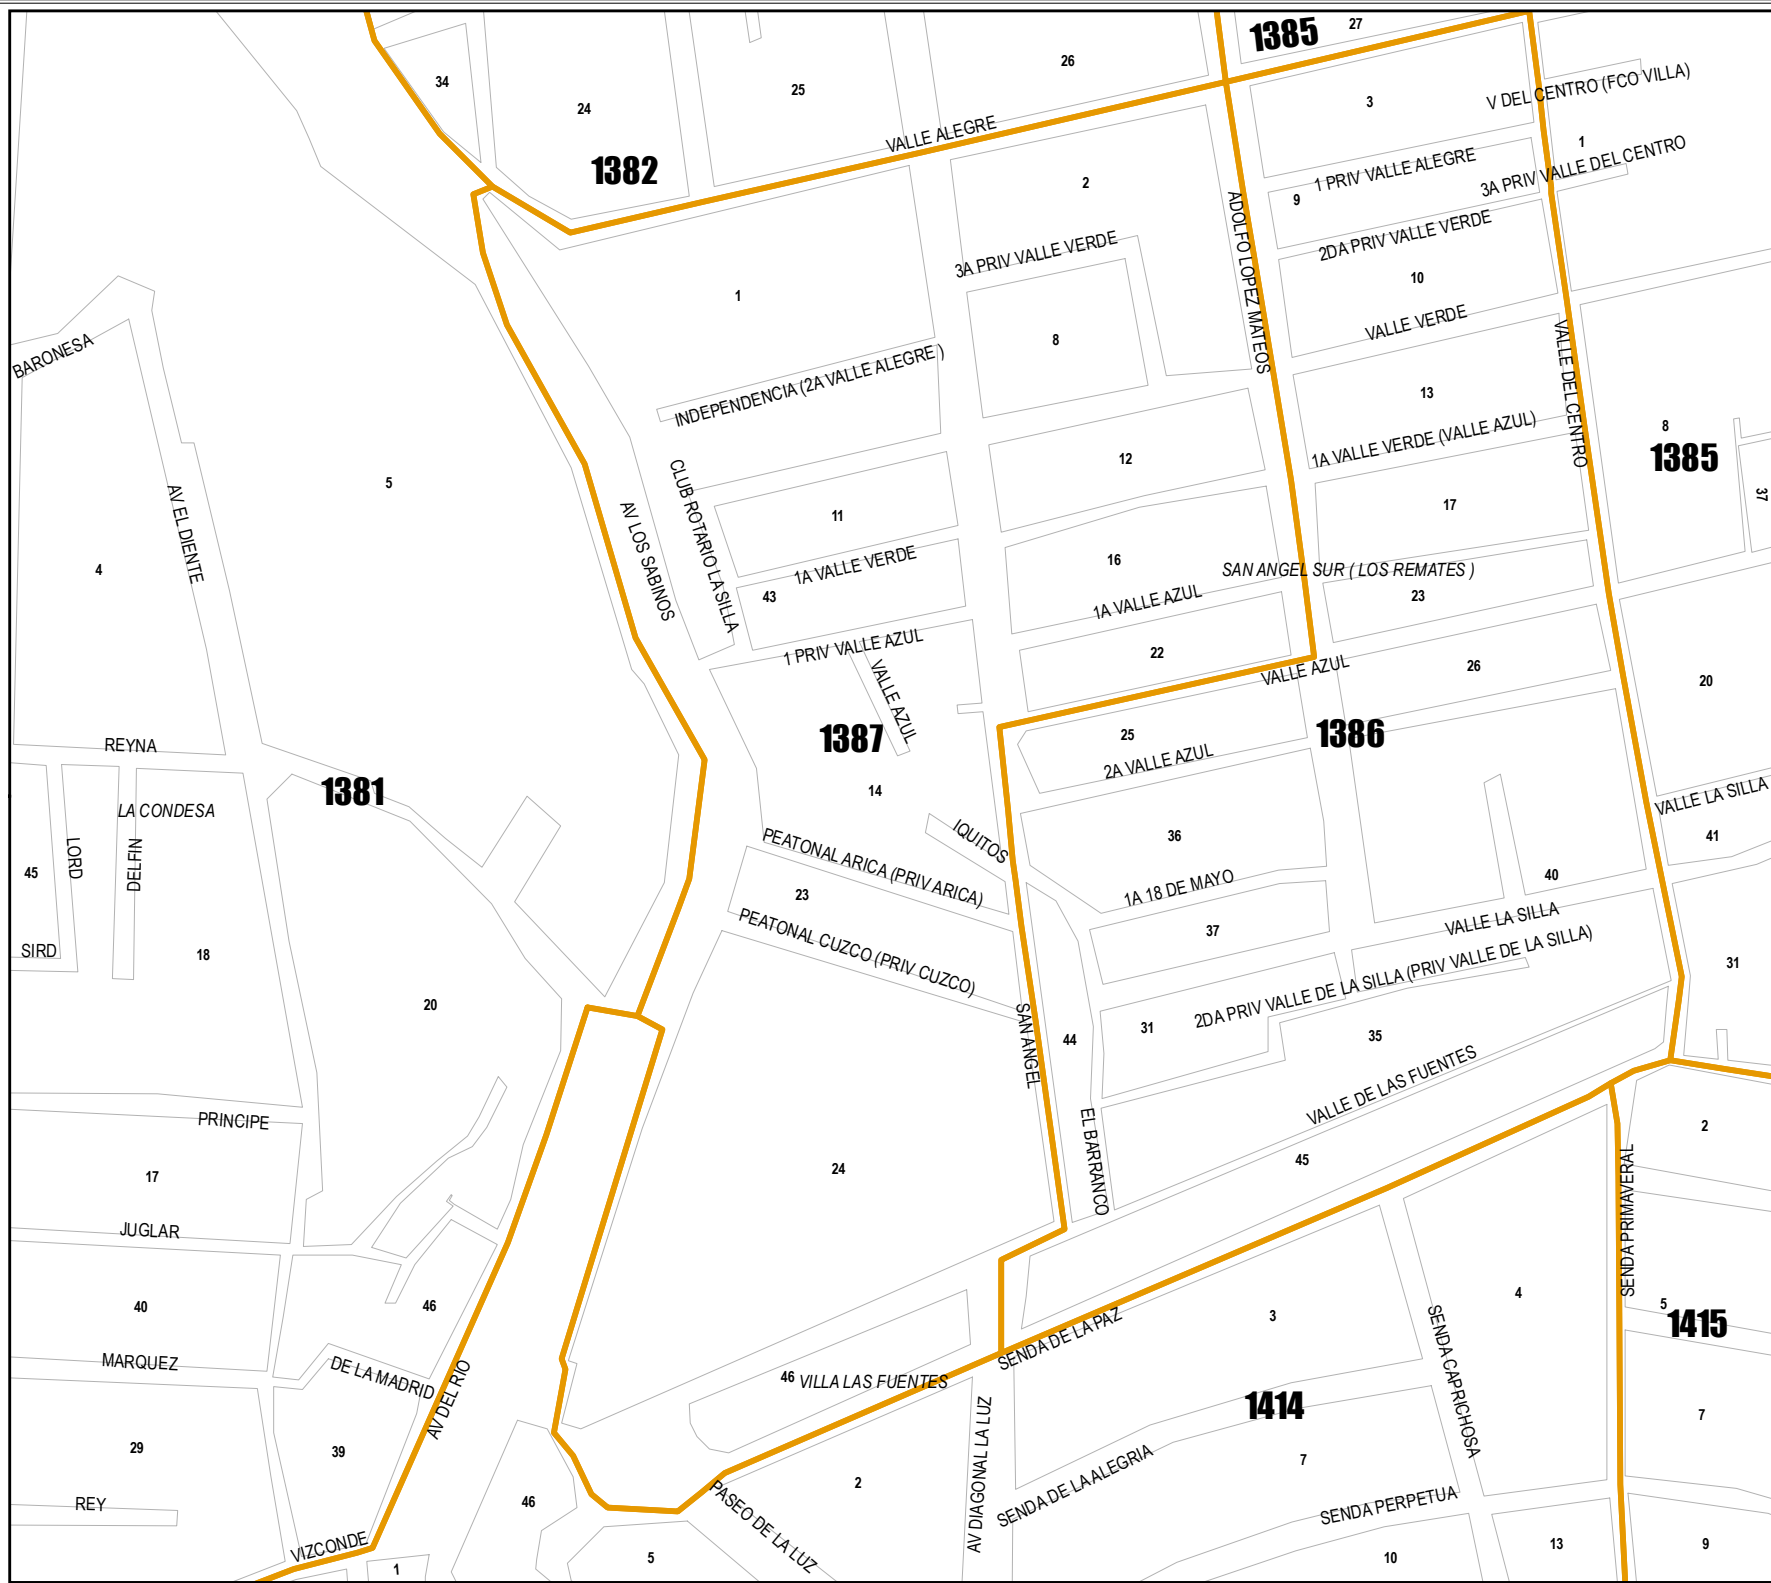 27
1385
34
26
24
25
3
V DEL CENTRO (FCO VILLA)
1382
VALLE ALEGRE
1
2
1 PRIV VALLE ALEGRE
3A PRIV VALLE DEL CENTRO
9
ADOLFO LOPEZ MATEOS
2DA PRIV VALLE VERDE
3A PRIV VALLE VERDE
10
1
VALLE VERDE
8
BARONESA
VALLE DEL CENTRO
INDEPENDENCIA (2A VALLE ALEGRE )
13
1A VALLE VERDE (VALLE AZUL)
8
1385
12
5
AV EL DIENTE
CLUB ROTARIO LA SILLA
37
17
11
AV LOS SABINOS
4
1A VALLE VERDE
16
SAN ANGEL SUR ( LOS REMATES )
43
1A VALLE AZUL
23
1 PRIV VALLE AZUL
22
VALLE AZUL
26
20
VALLE AZUL
1387
25
1386
REYNA
2A VALLE AZUL
1381
14
VALLE LA SILLA
LA CONDESA
IQUITOS
36
41
LORD
DELFIN
PEATONAL ARICA (PRIV ARICA)
45
1A 18 DE MAYO
40
23
PEATONAL CUZCO (PRIV CUZCO)
37
VALLE LA SILLA
SIRD
18
2DA PRIV VALLE DE LA SILLA (PRIV VALLE DE LA SILLA)
31
20
SAN ANGEL
44
31
35
VALLE DE LAS FUENTES
PRINCIPE
EL BARRANCO
2
17
24
45
SENDA PRIMAVERAL
JUGLAR
40
46
4
5
3
1415
SENDA DE LA PAZ
SENDA CAPRICHOSA
MARQUEZ
DE LA MADRID
46
VILLA LAS FUENTES
AV DEL RIO
1414
7
29
39
AV DIAGONAL LA LUZ
7
2
SENDA DE LA ALEGRIA
REY
46
PASEO DE LA LUZ
SENDA PERPETUA
VIZCONDE
13
9
5
10
1